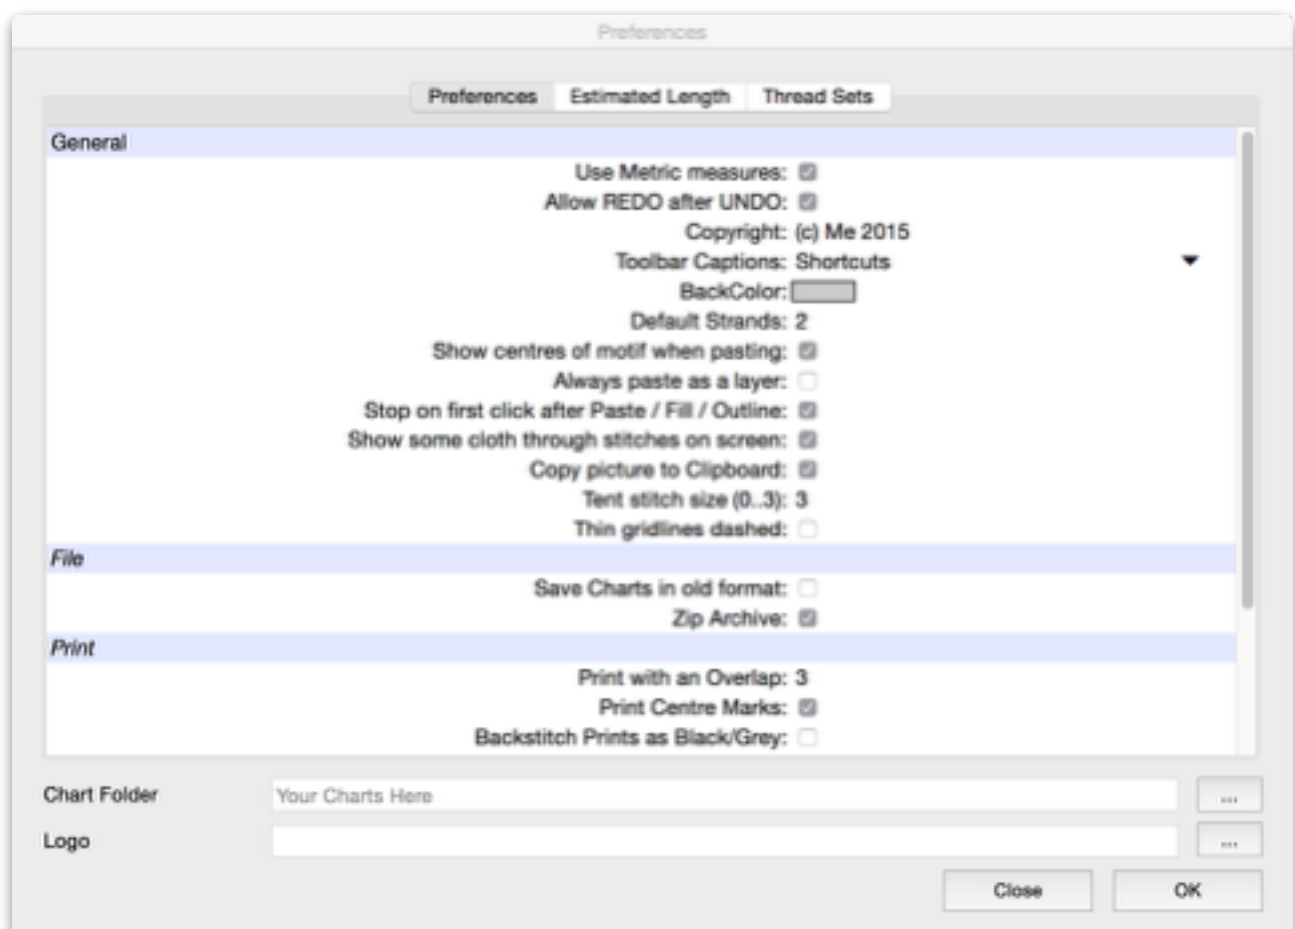 Preferences
Preferences Estimated Length Thread Sets
General
Use Metric measures:
Allow REDO after UNDO:
Copyright: (c) Me 2015
Toolbar Captions: Shortcuts
BackColor:
Default Strands: 2
Show centres of motif when pasting:
Always paste as a layer:
Stop on first click after Paste / Fill / Outline:
Show some cloth through stitches on screen:
Copy picture to Clipboard:
Tent stitch size (0..3): 3
Thin gridlines dashed:
File
Save Charts in old format:
Zip Archive:
Print
Print with an Overlap: 3
Print Centre Marks:
Backstitch Prints as Black/Grey:
Chart Folder Your Charts Here ...
Logo ...
Close OK